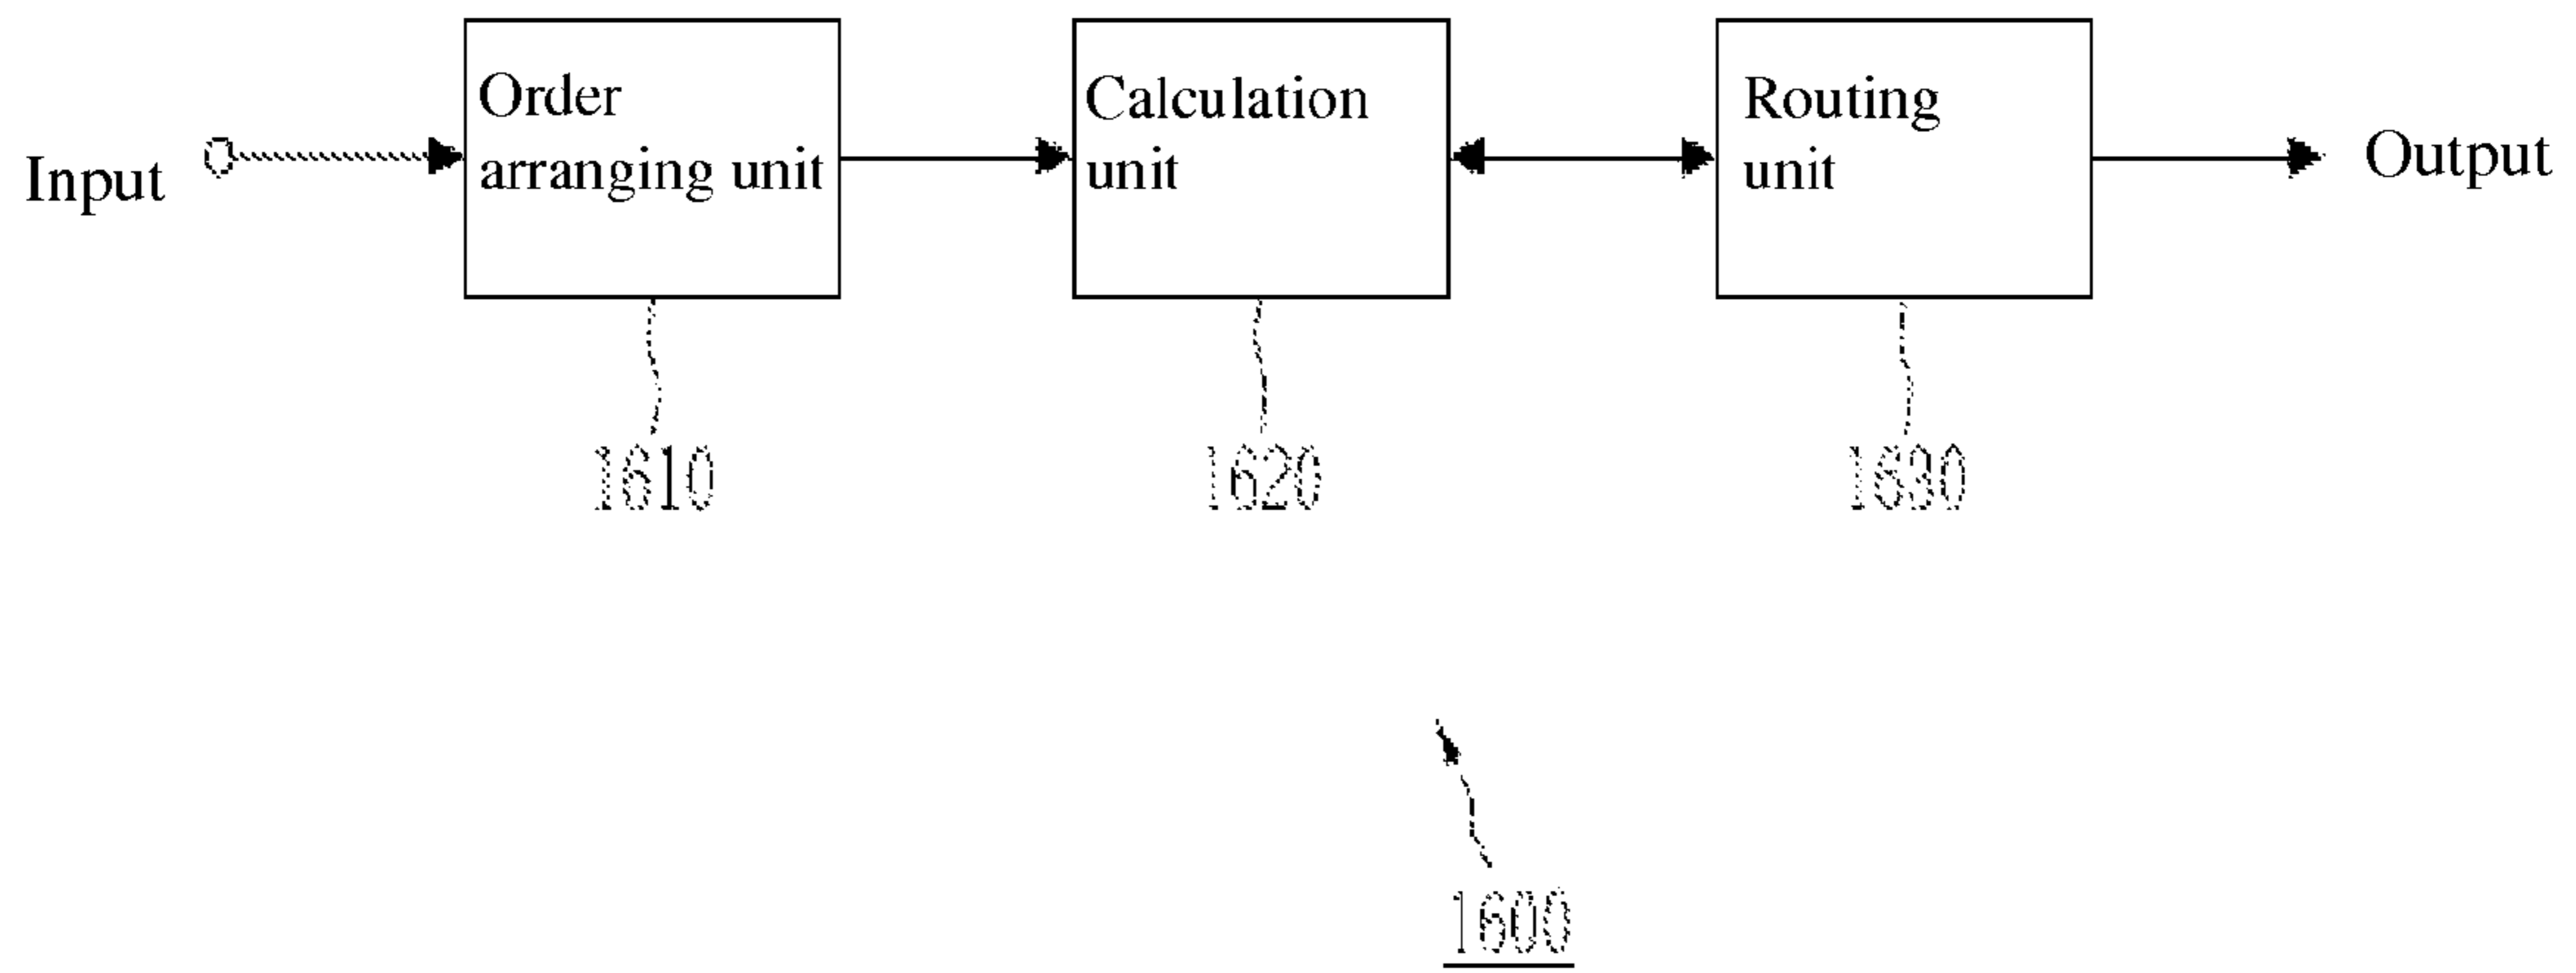 Input
Order
arranging unit
Calculation
unit
Routing
unit
Output
1610
1620
1630
1600